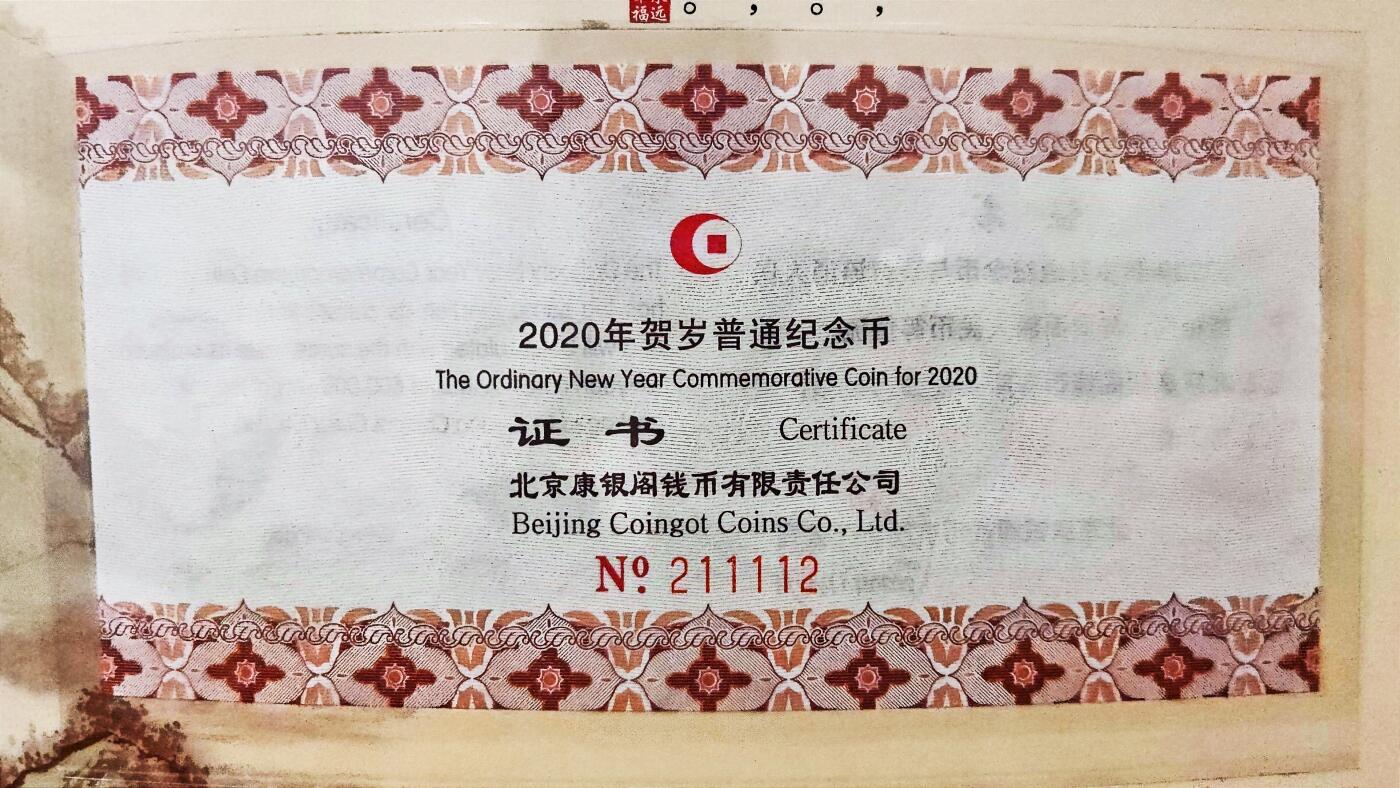 福远
。，。，
2020年贺岁普通纪念币
The Ordinary New Year Commemorative Coin for 2020
证 书 Certificate
北京康银阁钱币有限责任公司
Beijing Coingot Coins Co., Ltd.
Nº 211112